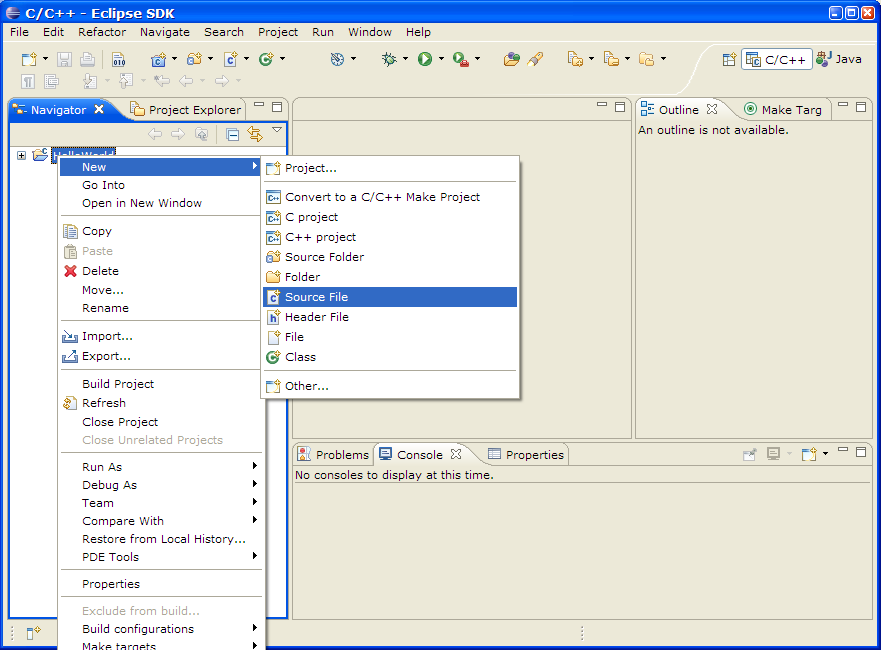 C/C++ - Eclipse SDK
File Edit Refactor Navigate Search Project Run Window Help
C/C++ Java
Navigator Project Explorer
Outline Make Targ
An outline is not available.
New
Go Into
Open in New Window
Copy
Paste
Delete
Move...
Rename
Import...
Export...
Build Project
Refresh
Close Project
Close Unrelated Projects
Run As
Debug As
Team
Compare With
Restore from Local History...
PDE Tools
Properties
Exclude from build...
Build configurations
Make targets
Project...
Convert to a C/C++ Make Project
C project
C++ project
Source Folder
Folder
Source File
Header File
File
Class
Other...
Problems Console Properties
No consoles to display at this time.